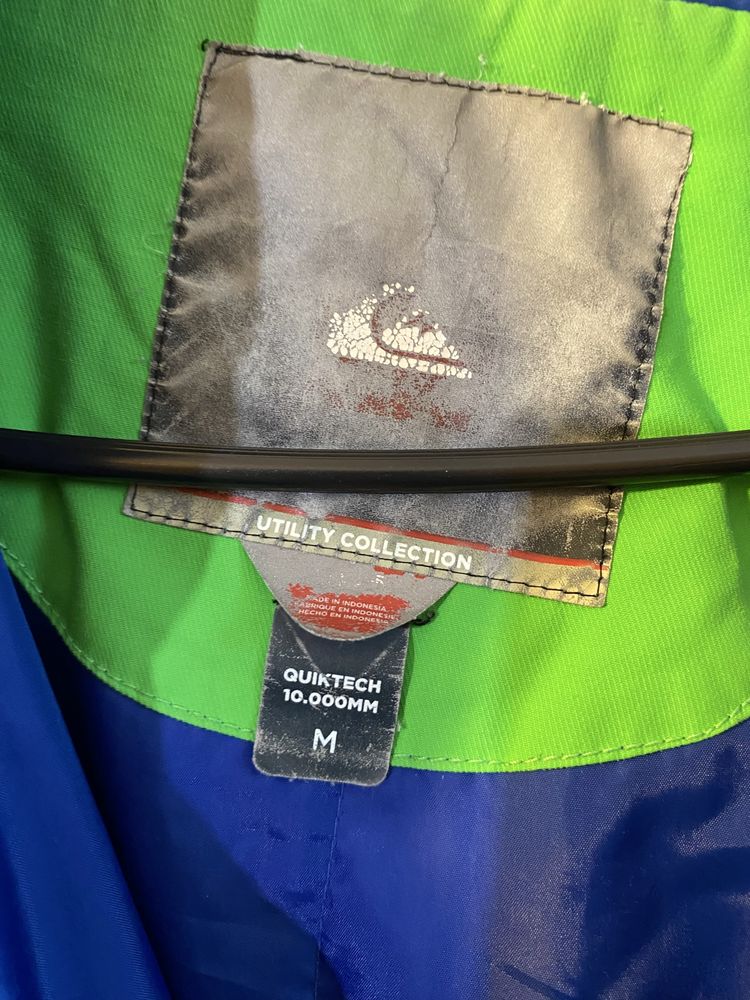 UTILITY COLLECTION
MADE IN INDONESIA
FABRIQUE EN INDONESIE
HECHO EN INDONESIA
QUIKTECH
10.000MM
M